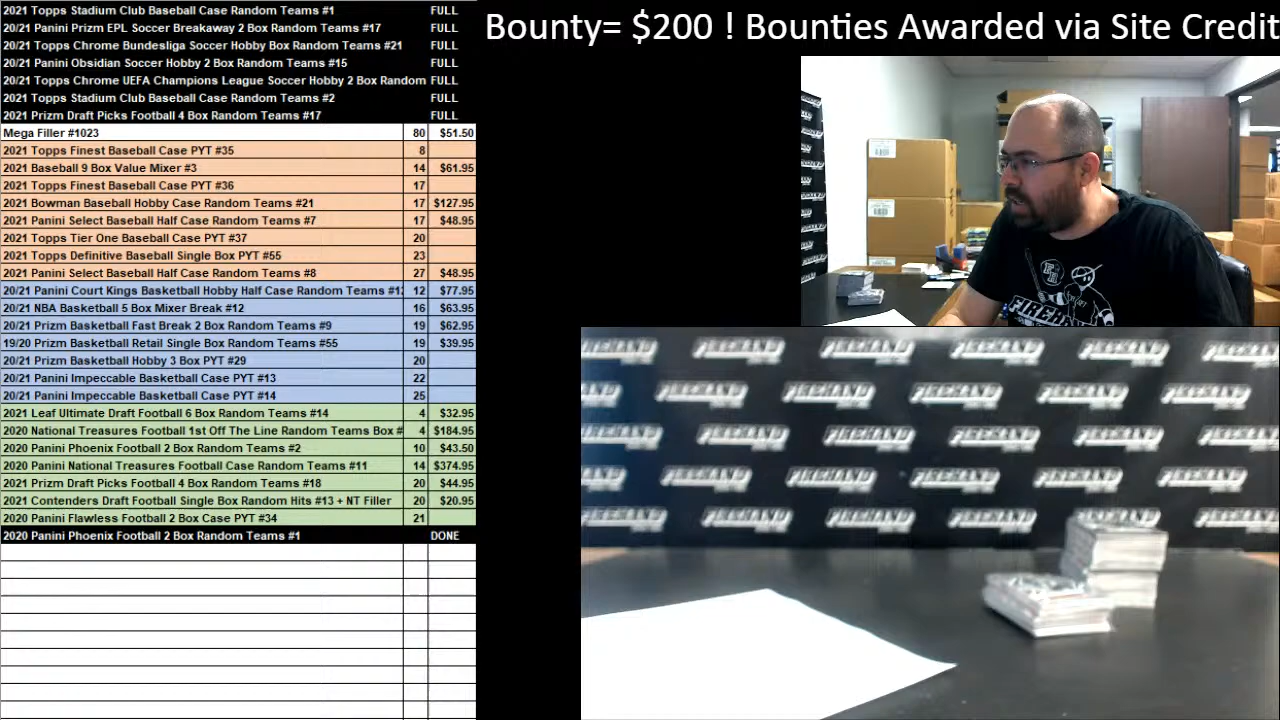 Bounty= $200 ! Bounties Awarded via Site Credit
2021 Topps Stadium Club Baseball Case Random Teams #1 FULL
20/21 Panini Prizm EPL Soccer Breakaway 2 Box Random Teams #17 FULL
20/21 Topps Chrome Bundesliga Soccer Hobby Box Random Teams #21 FULL
20/21 Panini Obsidian Soccer Hobby 2 Box Random Teams #15 FULL
20/21 Topps Chrome UEFA Champions League Soccer Hobby 2 Box Random FULL
2021 Topps Stadium Club Baseball Case Random Teams #2 FULL
2021 Prizm Draft Picks Football 4 Box Random Teams #17 FULL
Mega Filler #1023 80 $51.50
2021 Topps Finest Baseball Case PYT #35 8
2021 Baseball 9 Box Value Mixer #3 14 $61.95
2021 Topps Finest Baseball Case PYT #36 17
2021 Bowman Baseball Hobby Case Random Teams #21 17 $127.95
2021 Panini Select Baseball Half Case Random Teams #7 17 $48.95
2021 Topps Tier One Baseball Case PYT #37 20
2021 Topps Definitive Baseball Single Box PYT #55 23
2021 Panini Select Baseball Half Case Random Teams #8 27 $48.95
20/21 Panini Court Kings Basketball Hobby Half Case Random Teams #1 12 $77.95
20/21 NBA Basketball 5 Box Mixer Break #12 16 $63.95
20/21 Prizm Basketball Fast Break 2 Box Random Teams #9 19 $62.95
19/20 Prizm Basketball Retail Single Box Random Teams #55 19 $39.95
20/21 Prizm Basketball Hobby 3 Box PYT #29 20
20/21 Panini Impeccable Basketball Case PYT #13 22
20/21 Panini Impeccable Basketball Case PYT #14 25
2021 Leaf Ultimate Draft Football 6 Box Random Teams #14 4 $32.95
2020 National Treasures Football 1st Off The Line Random Teams Box # 4 $184.95
2020 Panini Phoenix Football 2 Box Random Teams #2 10 $43.50
2020 Panini National Treasures Football Case Random Teams #11 14 $374.95
2021 Prizm Draft Picks Football 4 Box Random Teams #18 20 $44.95
2021 Contenders Draft Football Single Box Random Hits #13 + NT Filler 20 $20.95
2020 Panini Flawless Football 2 Box Case PYT #34 21
2020 Panini Phoenix Football 2 Box Random Teams #1 DONE
FIREHAND